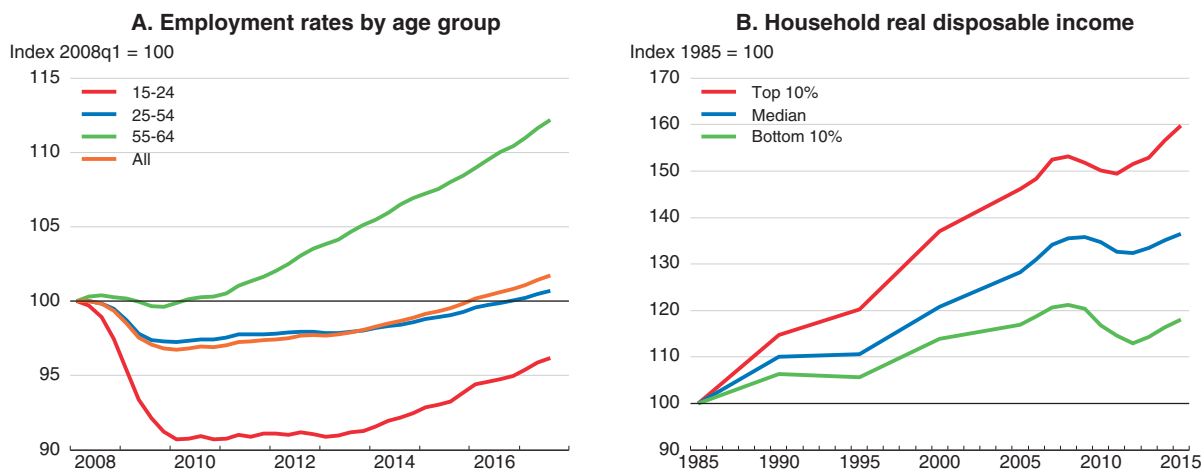 A. Employment rates by age group
Index 2008q1 = 100
115
110
105
100
95
90
15-24
25-54
55-64
All
2008 2010 2012 2014 2016
B. Household real disposable income
Index 1985 = 100
170
160
150
140
130
120
110
100
90
Top 10%
Median
Bottom 10%
1985 1990 1995 2000 2005 2010 2015